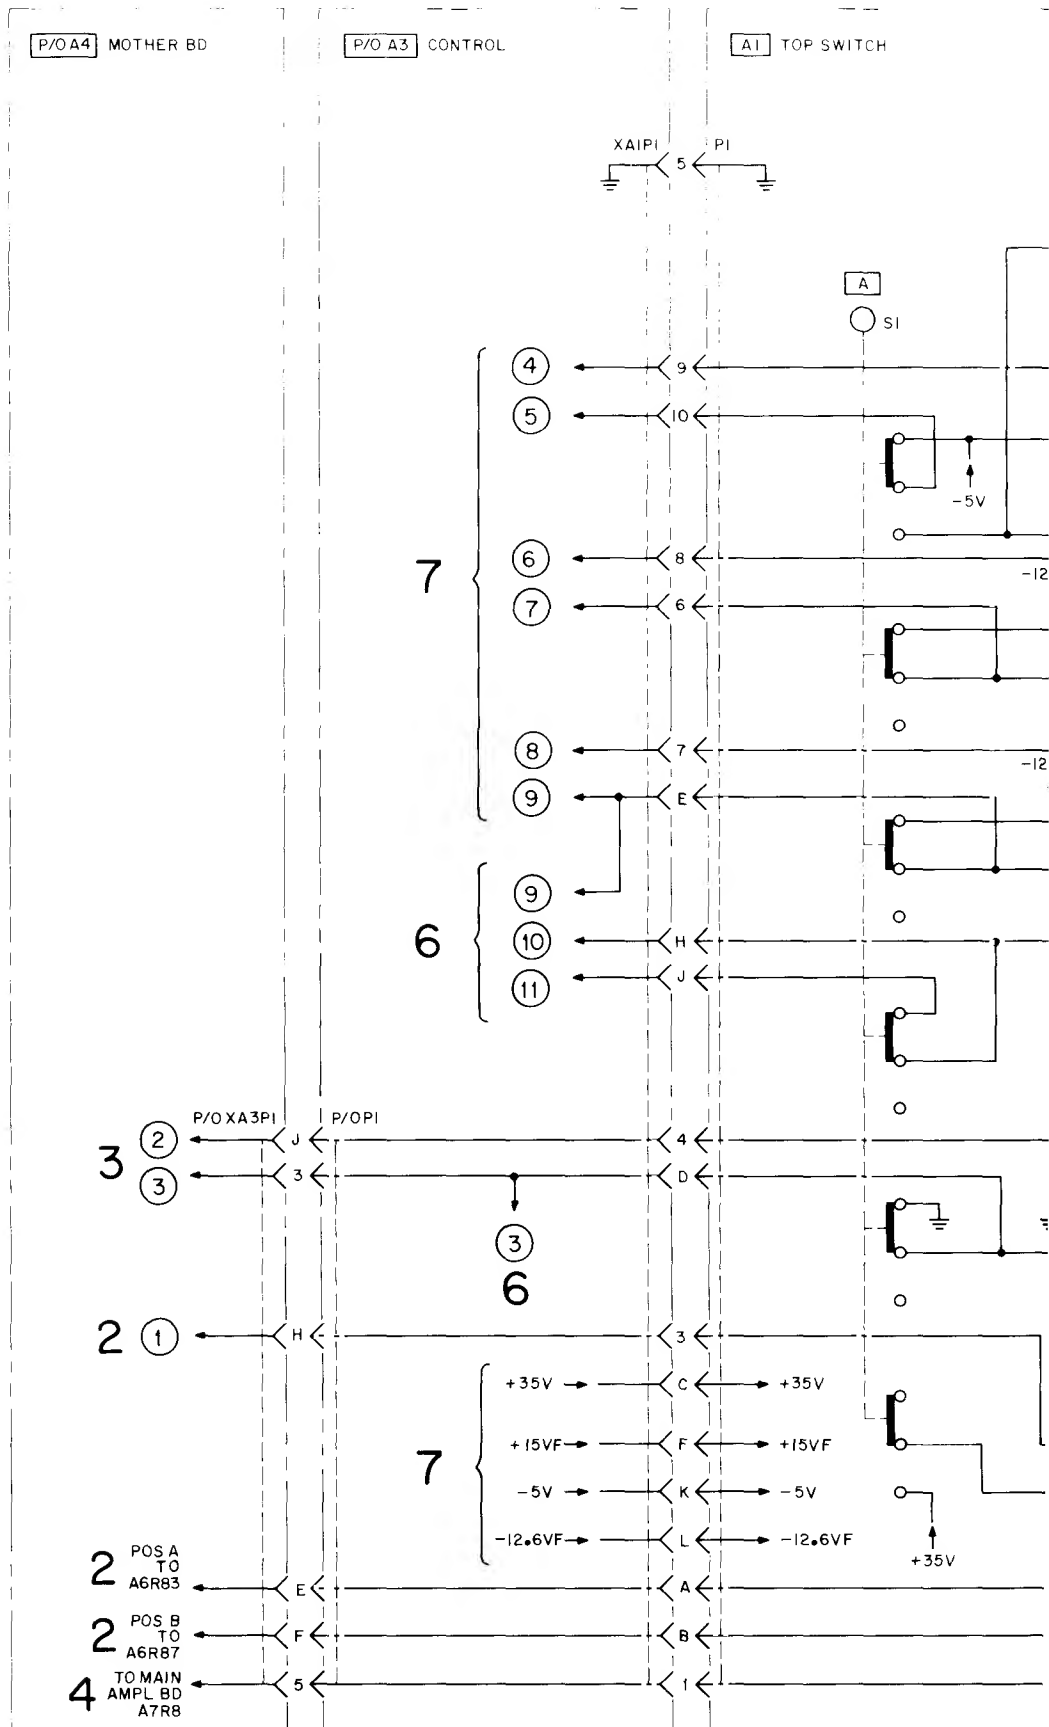 P/O A4 MOTHER BD
P/O A3 CONTROL
A1 TOP SWITCH
XA1P1 5 P1
A
S1
4 9
5 10
-5V
7
6 8
-12
7 6
8 7
-12
9 E
6
9
10 H
11 J
P/O XA3P1 P/O P1
3
2 J 4
3 3 D
3
6
2 1 H 3
7
+35V C +35V
+15VF F +15VF
-5V K -5V
-12.6VF L -12.6VF
+35V
2
POS A
TO
A6R83
E A
2
POS B
TO
A6R87
F B
4
TO MAIN
AMPL BD
A7R8
5 1